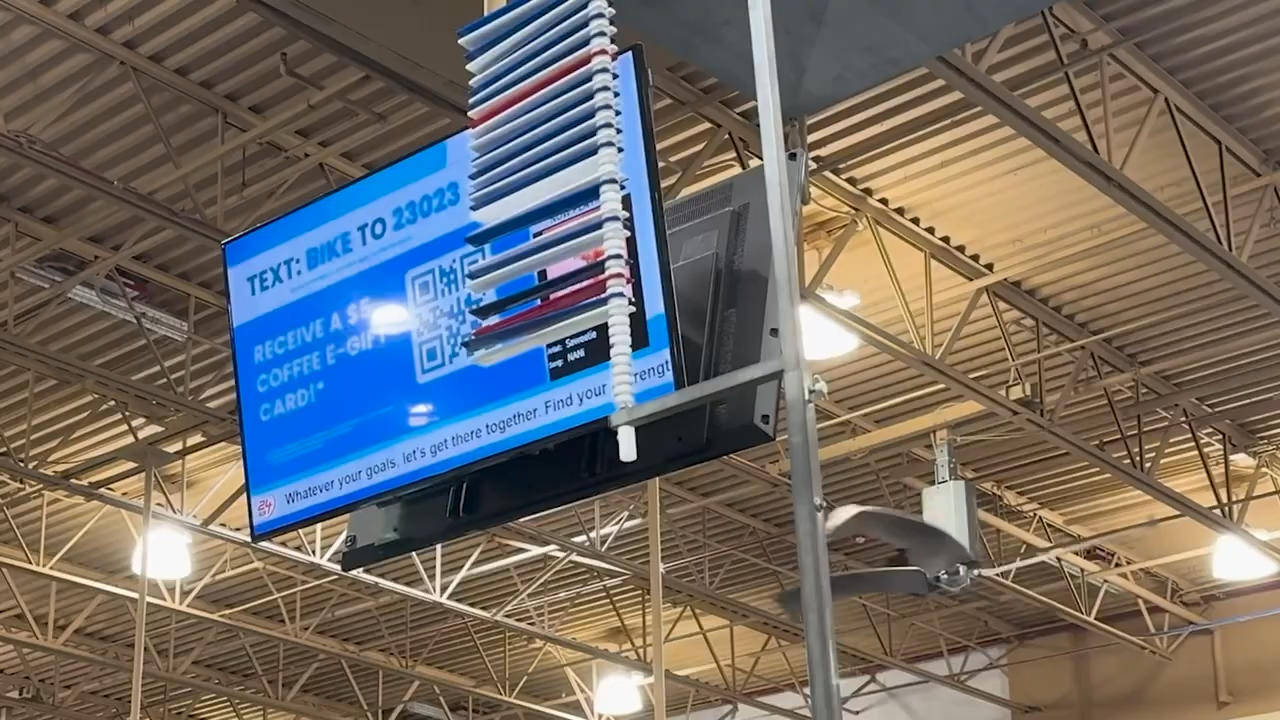 TEXT: BIKE TO 23023
RECEIVE A $5
COFFEE E-GIFT
CARD!*
Artist: Saweetie
Song: NANi
24
Whatever your goals, let's get there together. Find your